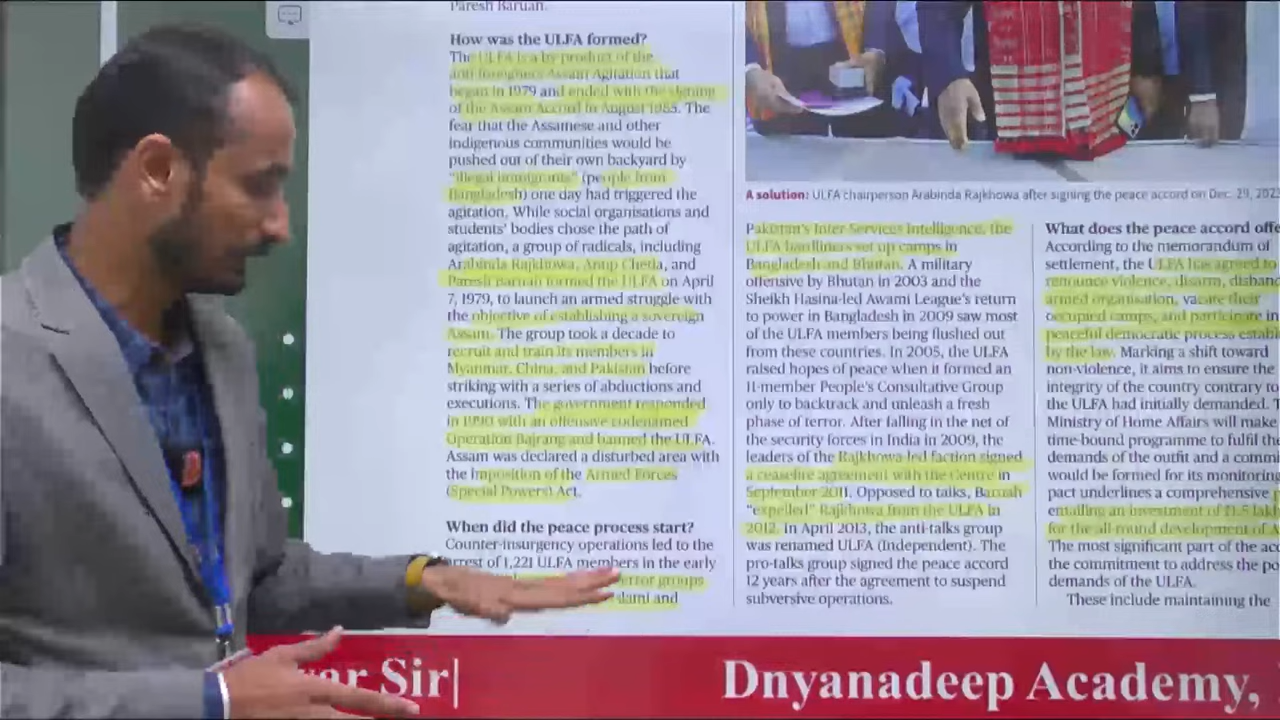 Paresh Baruah.
How was the ULFA formed?
The ULFA is a by-product of the
anti-foreigners Assam Agitation that
began in 1979 and ended with the signing
of the Assam Accord in August 1985. The
fear that the Assamese and other
indigenous communities would be
pushed out of their own backyard by
"illegal immigrants" (people from
Bangladesh) one day had triggered the
agitation. While social organisations and
students' bodies chose the path of
agitation, a group of radicals, including
Arabinda Rajkhowa, Anup Chetia, and
Paresh Baruah formed the ULFA on April
7, 1979, to launch an armed struggle with
the objective of establishing a sovereign
Assam. The group took a decade to
recruit and train its members in
Myanmar, China, and Pakistan before
striking with a series of abductions and
executions. The government responded
in 1990 with an offensive codenamed
Operation Bajrang and banned the ULFA.
Assam was declared a disturbed area with
the imposition of the Armed Forces
(Special Powers) Act.
When did the peace process start?
Counter-insurgency operations led to the
arrest of 1,221 ULFA members in the early
terror groups
slami and
A solution: ULFA chairperson Arabinda Rajkhowa after signing the peace accord on Dec. 29, 202
Pakistan's Inter-Services Intelligence, the
ULFA hardliners set up camps in
Bangladesh and Bhutan. A military
offensive by Bhutan in 2003 and the
Sheikh Hasina-led Awami League's return
to power in Bangladesh in 2009 saw most
of the ULFA members being flushed out
from these countries. In 2005, the ULFA
raised hopes of peace when it formed an
11-member People's Consultative Group
only to backtrack and unleash a fresh
phase of terror. After falling in the net of
the security forces in India in 2009, the
leaders of the Rajkhowa-led faction signed
a ceasefire agreement with the Centre in
September 2011. Opposed to talks, Baruah
"expelled" Rajkhowa from the ULFA in
2012. In April 2013, the anti-talks group
was renamed ULFA (Independent). The
pro-talks group signed the peace accord
12 years after the agreement to suspend
subversive operations.
What does the peace accord offe
According to the memorandum of
settlement, the ULFA has agreed to
renounce violence, disarm, disban
armed organisation, vacate their
occupied camps, and participate in
peaceful democratic process establi
by the law. Marking a shift toward
non-violence, it aims to ensure the
integrity of the country contrary to
the ULFA had initially demanded. T
Ministry of Home Affairs will make
time-bound programme to fulfil the
demands of the outfit and a commi
would be formed for its monitoring
pact underlines a comprehensive p
entailing an investment of ₹1.5 lakh
for the all-round development of A
The most significant part of the acc
the commitment to address the po
demands of the ULFA.
These include maintaining the
var Sir|
Dnyanadeep Academy,